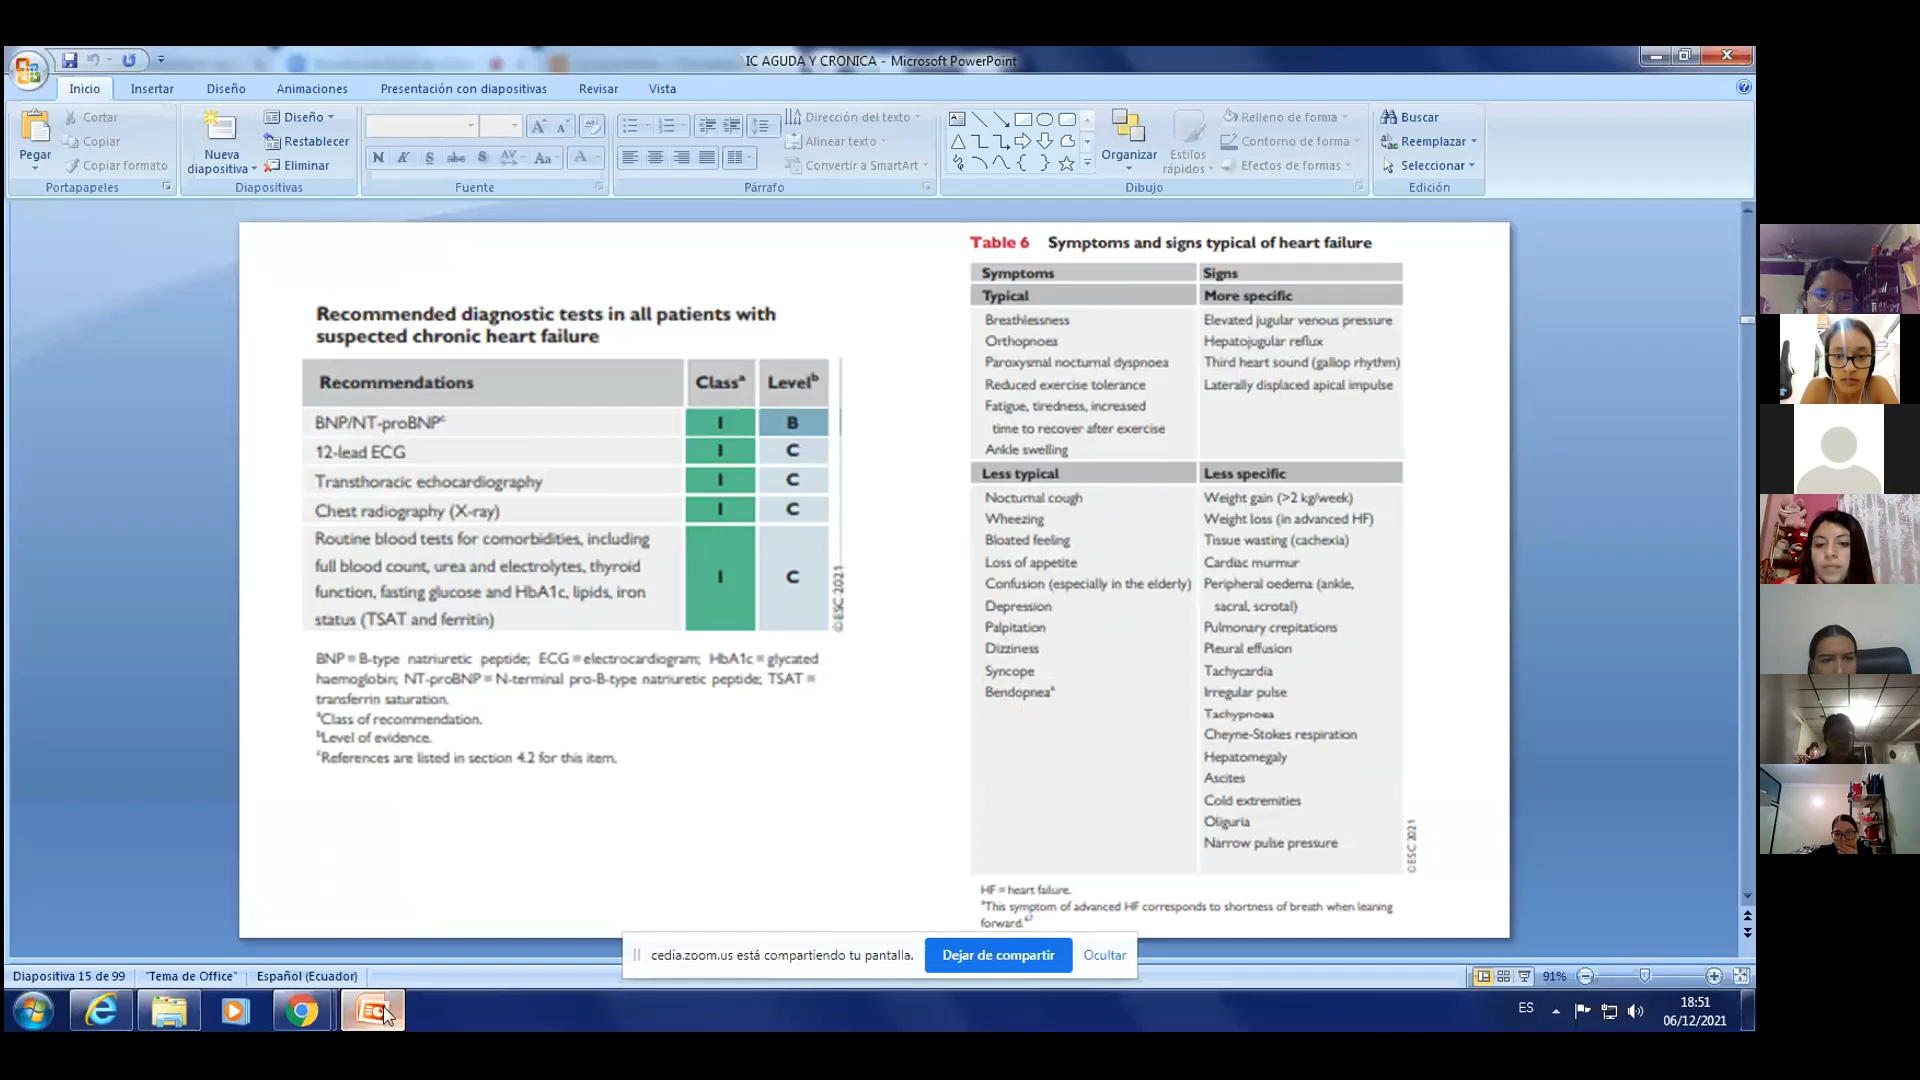 IC AGUDA Y CRONICA - Microsoft PowerPoint
Inicio Insertar Diseño Animaciones Presentación con diapositivas Revisar Vista
Pegar
Cortar
Copiar
Copiar formato
Portapapeles
Nueva
diapositiva
Diseño
Restablecer
Eliminar
Diapositivas
N K S abc S AV Aa A
Fuente
Dirección del texto
Alinear texto
Convertir a SmartArt
Párrafo
Organizar
Estilos
rápidos
Relleno de forma
Contorno de forma
Efectos de formas
Dibujo
Buscar
Reemplazar
Seleccionar
Edición
Recommended diagnostic tests in all patients with
suspected chronic heart failure
Recommendations Classᵃ Levelᵇ
BNP/NT-proBNPᶜ I B
12-lead ECG I C
Transthoracic echocardiography I C
Chest radiography (X-ray) I C
Routine blood tests for comorbidities, including
full blood count, urea and electrolytes, thyroid
function, fasting glucose and HbA1c, lipids, iron
status (TSAT and ferritin)
I C
©ESC 2021
BNP = B-type natriuretic peptide; ECG = electrocardiogram; HbA1c = glycated
haemoglobin; NT-proBNP = N-terminal pro-B-type natriuretic peptide; TSAT =
transferrin saturation.
ᵃClass of recommendation.
ᵇLevel of evidence.
ᶜReferences are listed in section 4.2 for this item.
Table 6 Symptoms and signs typical of heart failure
Symptoms Signs
Typical More specific
Breathlessness Elevated jugular venous pressure
Orthopnoea Hepatojugular reflux
Paroxysmal nocturnal dyspnoea Third heart sound (gallop rhythm)
Reduced exercise tolerance Laterally displaced apical impulse
Fatigue, tiredness, increased
time to recover after exercise
Ankle swelling
Less typical Less specific
Nocturnal cough Weight gain (>2 kg/week)
Wheezing Weight loss (in advanced HF)
Bloated feeling Tissue wasting (cachexia)
Loss of appetite Cardiac murmur
Confusion (especially in the elderly) Peripheral oedema (ankle,
Depression sacral, scrotal)
Palpitation Pulmonary crepitations
Dizziness Pleural effusion
Syncope Tachycardia
Bendopneaᵃ Irregular pulse
Tachypnoea
Cheyne-Stokes respiration
Hepatomegaly
Ascites
Cold extremities
Oliguria
Narrow pulse pressure
©ESC 2021
HF = heart failure.
ᵃThis symptom of advanced HF corresponds to shortness of breath when leaning
forward.
cedia.zoom.us está compartiendo tu pantalla. Dejar de compartir Ocultar
Diapositiva 15 de 99 "Tema de Office" Español (Ecuador) 91%
ES 18:51
06/12/2021